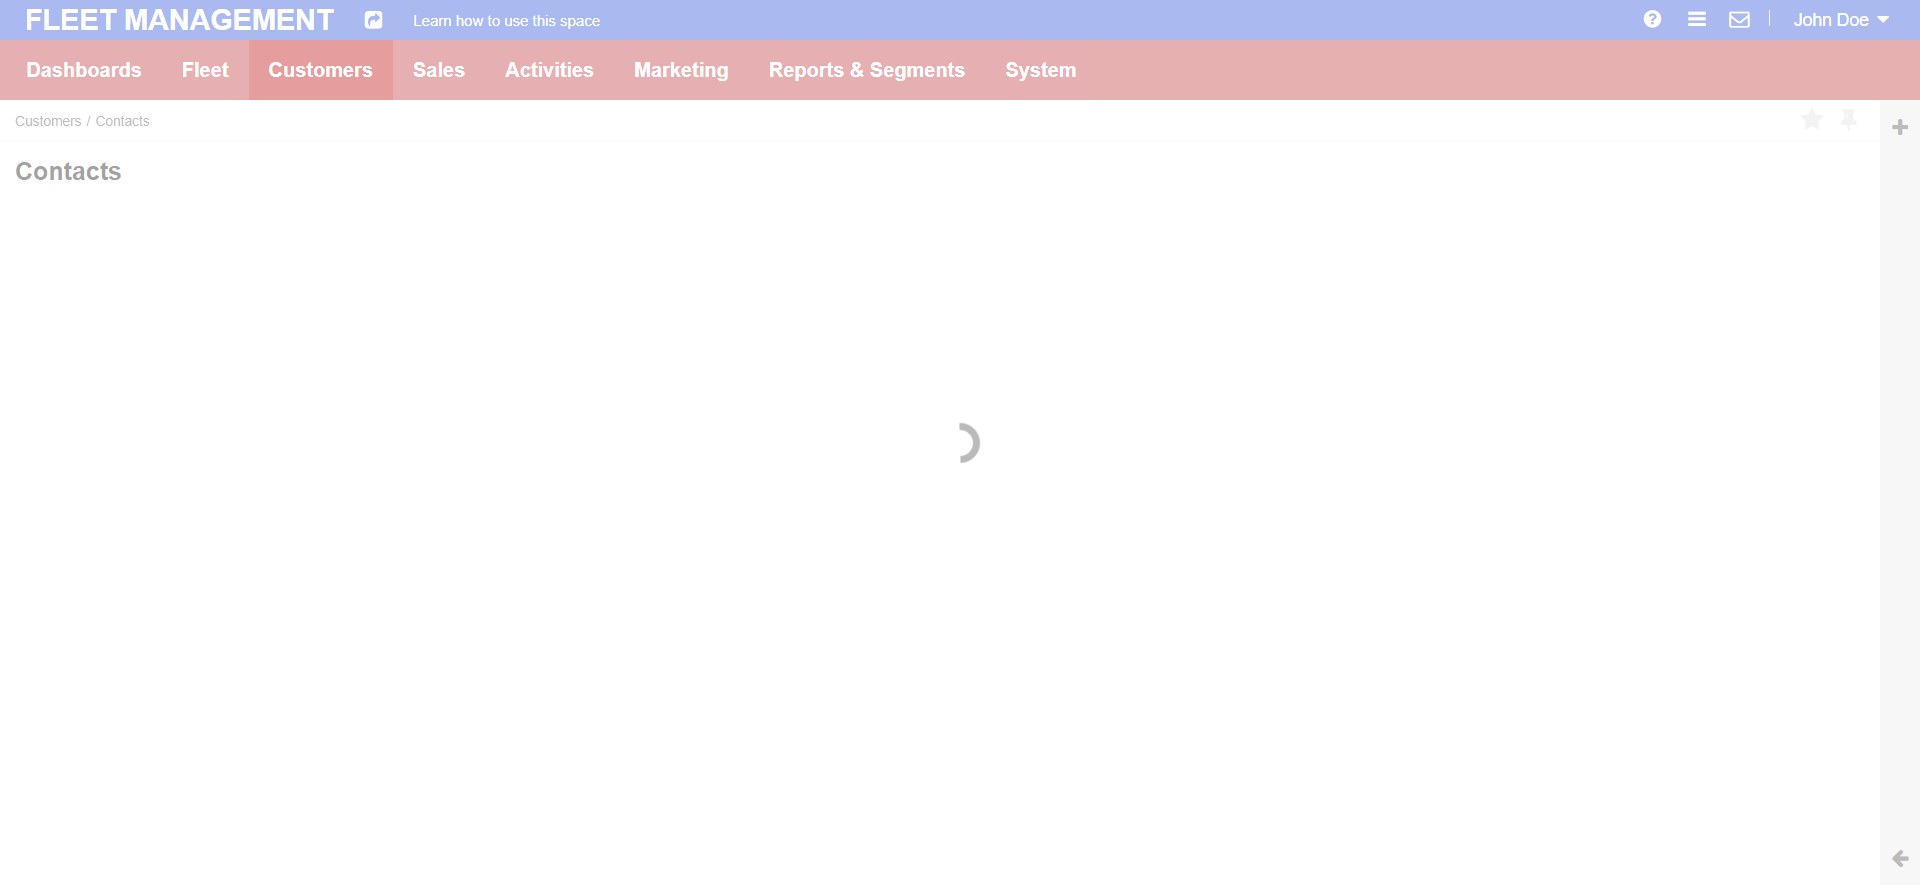 FLEET MANAGEMENT Learn how to use this space John Doe
Dashboards Fleet Customers Sales Activities Marketing Reports & Segments System
Customers / Contacts
Contacts